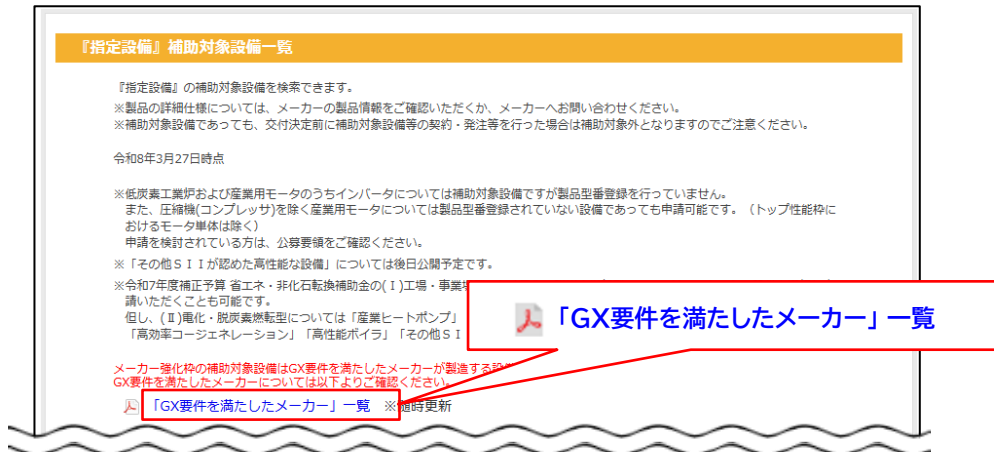 『指定設備』補助対象設備一覧
『指定設備』の補助対象設備を検索できます。
※製品の詳細仕様については、メーカーの製品情報をご確認いただくか、メーカーへお問い合わせください。
※補助対象設備であっても、交付決定前に補助対象設備等の契約・発注等を行った場合は補助対象外となりますのでご注意ください。
令和8年3月27日時点
※低炭素工業炉および産業用モータのうちインバータについては補助対象設備ですが製品型番登録を行っていません。
また、圧縮機(コンプレッサ)を除く産業用モータについては製品型番登録されていない設備であっても申請可能です。（トップ性能枠に
おけるモータ単体は除く）
申請を検討されている方は、公募要領をご確認ください。
※「その他ＳＩＩが認めた高性能な設備」については後日公開予定です。
※令和7年度補正予算 省エネ・非化石転換補助金の(Ⅰ)工場・事業
請いただくことも可能です。
但し、(Ⅱ)電化・脱炭素燃転型については「産業ヒートポンプ」
「高効率コージェネレーション」「高性能ボイラ」「その他ＳＩ
「GX要件を満たしたメーカー」一覧
メーカー強化枠の補助対象設備はGX要件を満たしたメーカーが製造する設
GX要件を満たしたメーカーについては以下よりご確認ください。
「GX要件を満たしたメーカー」一覧 ※随時更新